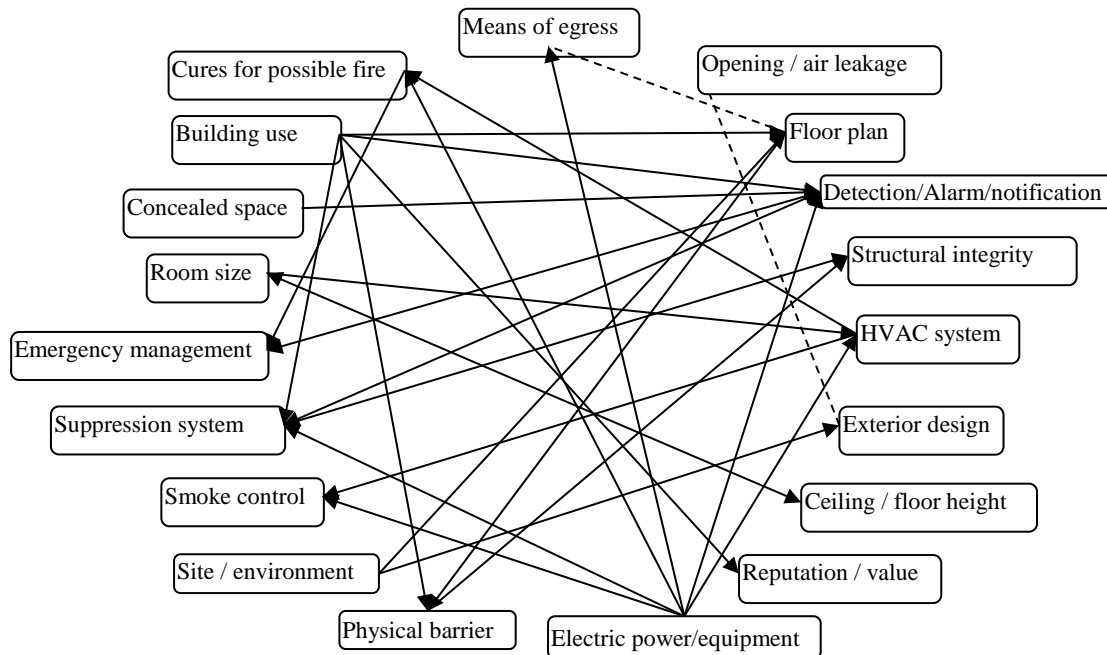 Means of egress
Opening / air leakage
Cures for possible fire
Building use
Floor plan
Concealed space
Detection/Alarm/notification
Room size
Structural integrity
Emergency management
HVAC system
Suppression system
Exterior design
Smoke control
Ceiling / floor height
Site / environment
Reputation / value
Physical barrier
Electric power/equipment